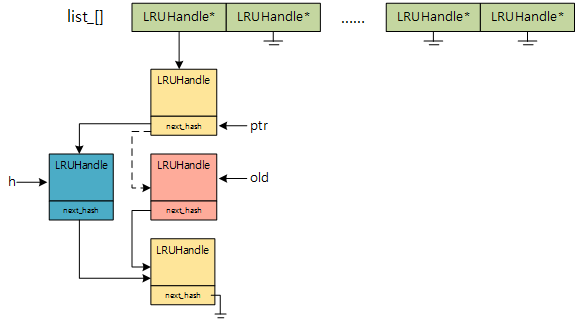 list_[] LRUHandle* LRUHandle* ...... LRUHandle* LRUHandle*
LRUHandle
next_hash
ptr
LRUHandle
LRUHandle
h
old
next_hash
next_hash
LRUHandle
next_hash